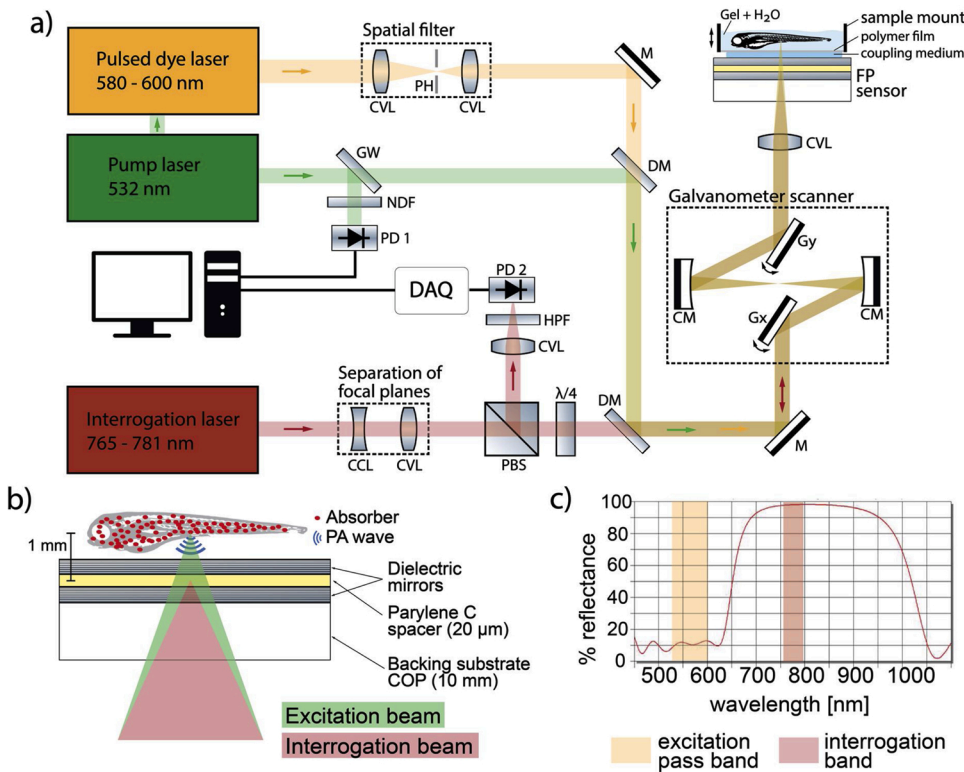 a)
Pulsed dye laser
580 - 600 nm
Pump laser
532 nm
Interrogation laser
765 - 781 nm
Spatial filter
CVL
PH
CVL
M
GW
NDF
PD 1
DM
DAQ
PD 2
HPF
CVL
Separation of
focal planes
CCL
CVL
PBS
λ/4
DM
M
Gel + H2O
sample mount
polymer film
coupling medium
FP
sensor
CVL
Galvanometer scanner
Gy
CM
Gx
CM
b)
1 mm
Absorber
PA wave
Dielectric
mirrors
Parylene C
spacer (20 µm)
Backing substrate
COP (10 mm)
Excitation beam
Interrogation beam
c)
% reflectance
100
80
60
40
20
0
500 600 700 800 900 1000
wavelength [nm]
excitation
pass band
interrogation
band